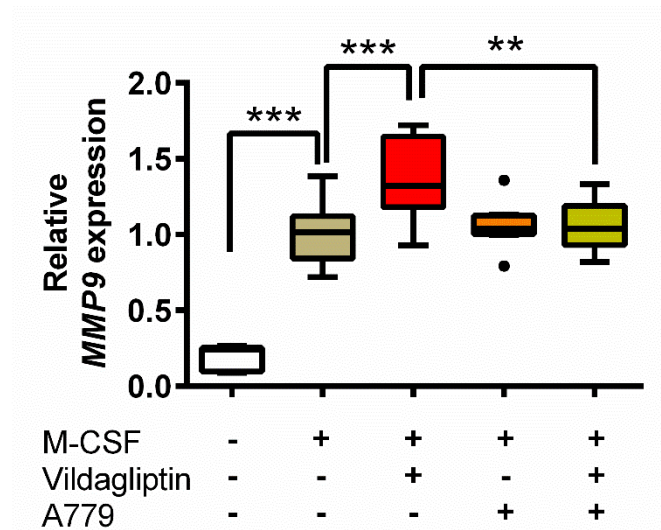 *** **
***
2.0
1.5
1.0
0.5
0.0
Relative
MMP9 expression
M-CSF - + + + +
Vildagliptin - - + - +
A779 - - - + +